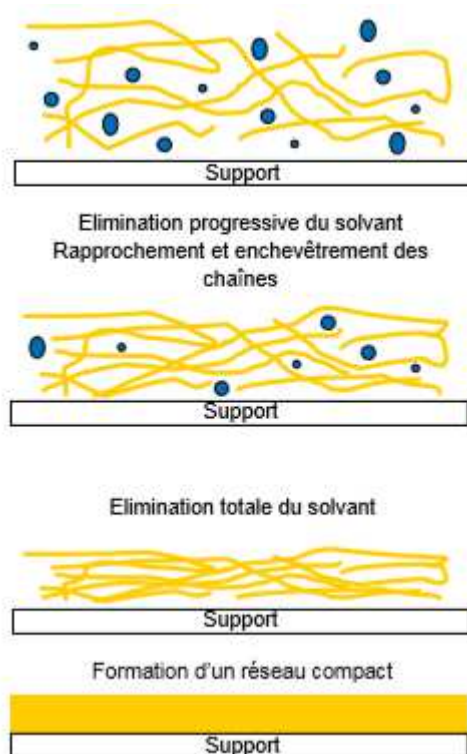 Support
Elimination progressive du solvant
Rapprochement et enchevêtrement des
chaînes
Support
Elimination totale du solvant
Support
Formation d'un réseau compact
Support